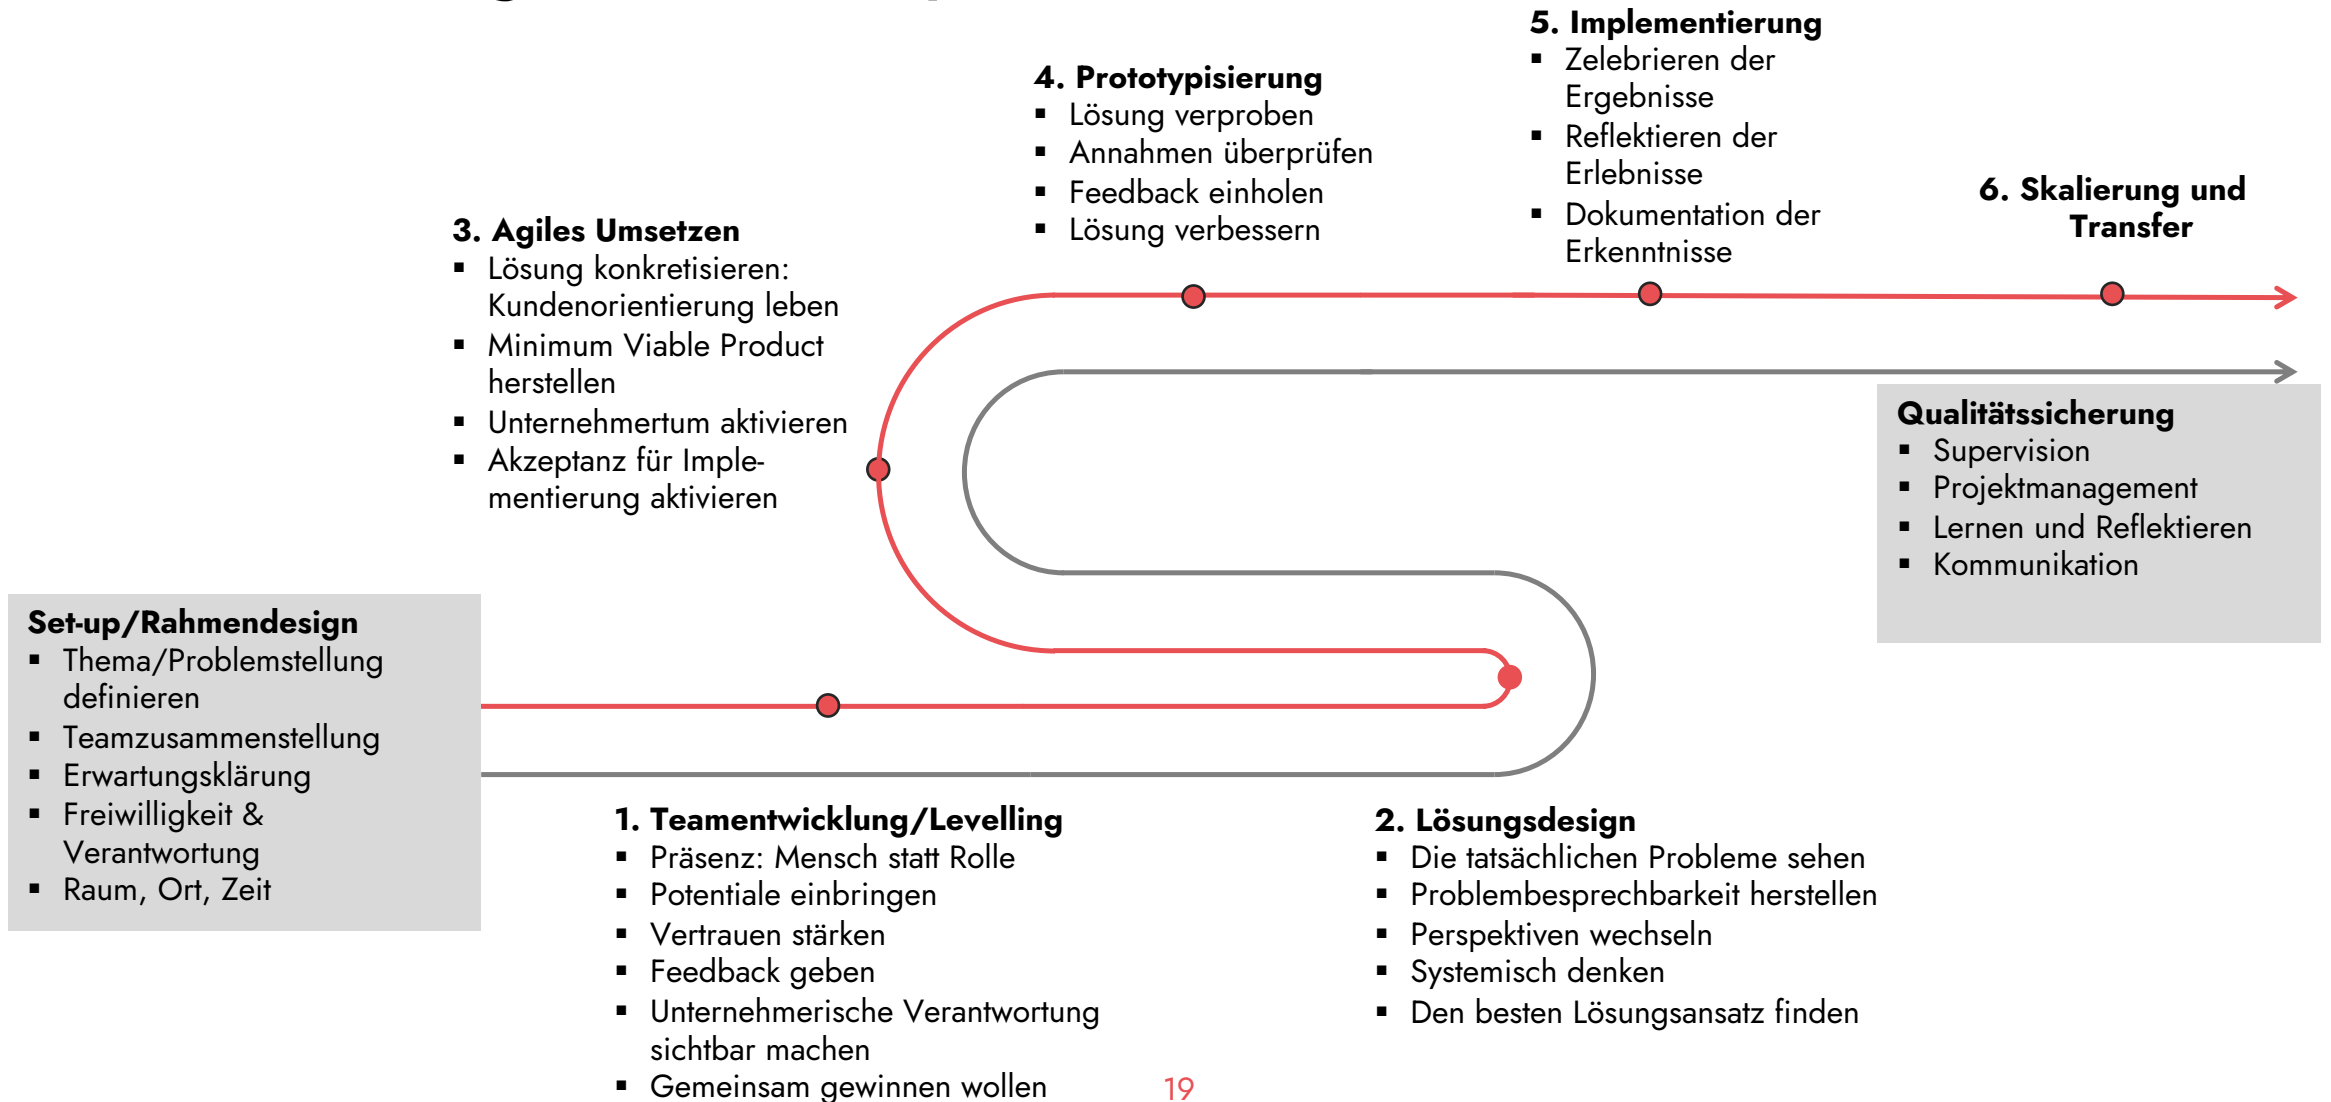 5. Implementierung
▪ Zelebrieren der
Ergebnisse
▪ Reflektieren der
Erlebnisse
▪ Dokumentation der
Erkenntnisse
4. Prototypisierung
▪ Lösung verproben
▪ Annahmen überprüfen
▪ Feedback einholen
▪ Lösung verbessern
6. Skalierung und
Transfer
3. Agiles Umsetzen
▪ Lösung konkretisieren:
Kundenorientierung leben
▪ Minimum Viable Product
herstellen
▪ Unternehmertum aktivieren
▪ Akzeptanz für Imple-
mentierung aktivieren
Qualitätssicherung
▪ Supervision
▪ Projektmanagement
▪ Lernen und Reflektieren
▪ Kommunikation
Set-up/Rahmendesign
▪ Thema/Problemstellung
definieren
▪ Teamzusammenstellung
▪ Erwartungsklärung
▪ Freiwilligkeit &
Verantwortung
▪ Raum, Ort, Zeit
1. Teamentwicklung/Levelling
▪ Präsenz: Mensch statt Rolle
▪ Potentiale einbringen
▪ Vertrauen stärken
▪ Feedback geben
▪ Unternehmerische Verantwortung
sichtbar machen
▪ Gemeinsam gewinnen wollen
2. Lösungsdesign
▪ Die tatsächlichen Probleme sehen
▪ Problembesprechbarkeit herstellen
▪ Perspektiven wechseln
▪ Systemisch denken
▪ Den besten Lösungsansatz finden
19